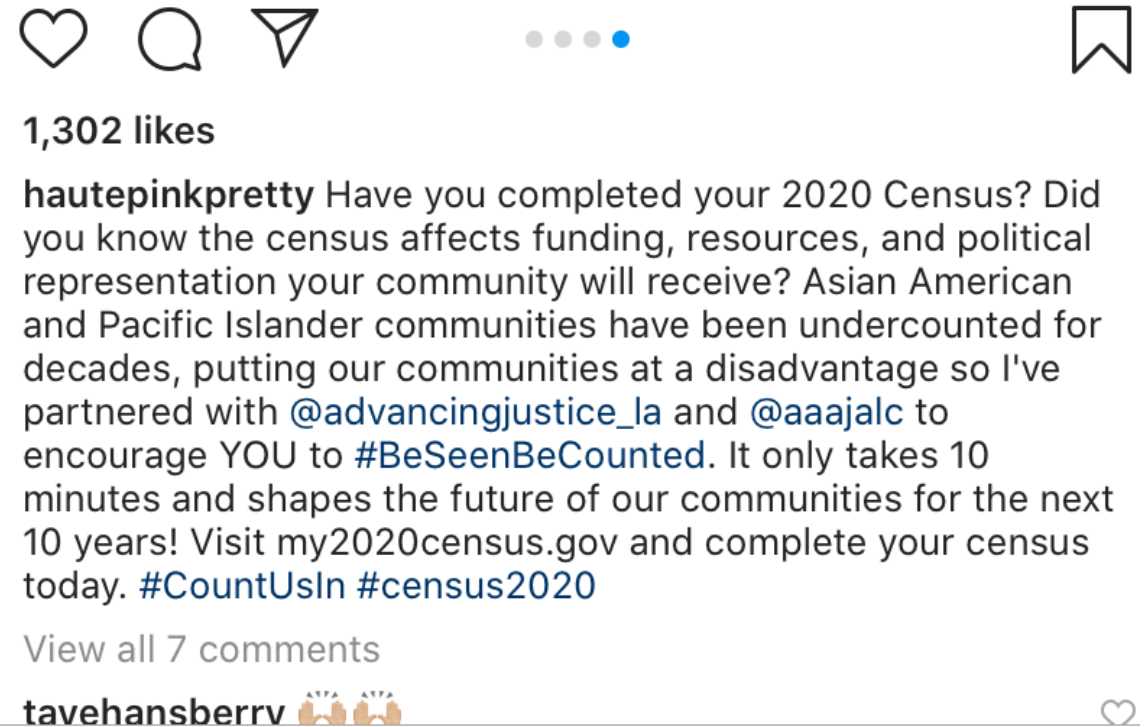 1,302 likes
hautepinkpretty Have you completed your 2020 Census? Did
you know the census affects funding, resources, and political
representation your community will receive? Asian American
and Pacific Islander communities have been undercounted for
decades, putting our communities at a disadvantage so I've
partnered with @advancingjustice_la and @aaajalc to
encourage YOU to #BeSeenBeCounted. It only takes 10
minutes and shapes the future of our communities for the next
10 years! Visit my2020census.gov and complete your census
today. #CountUsIn #census2020
View all 7 comments
tavehansberry 🙌🏼🙌🏼